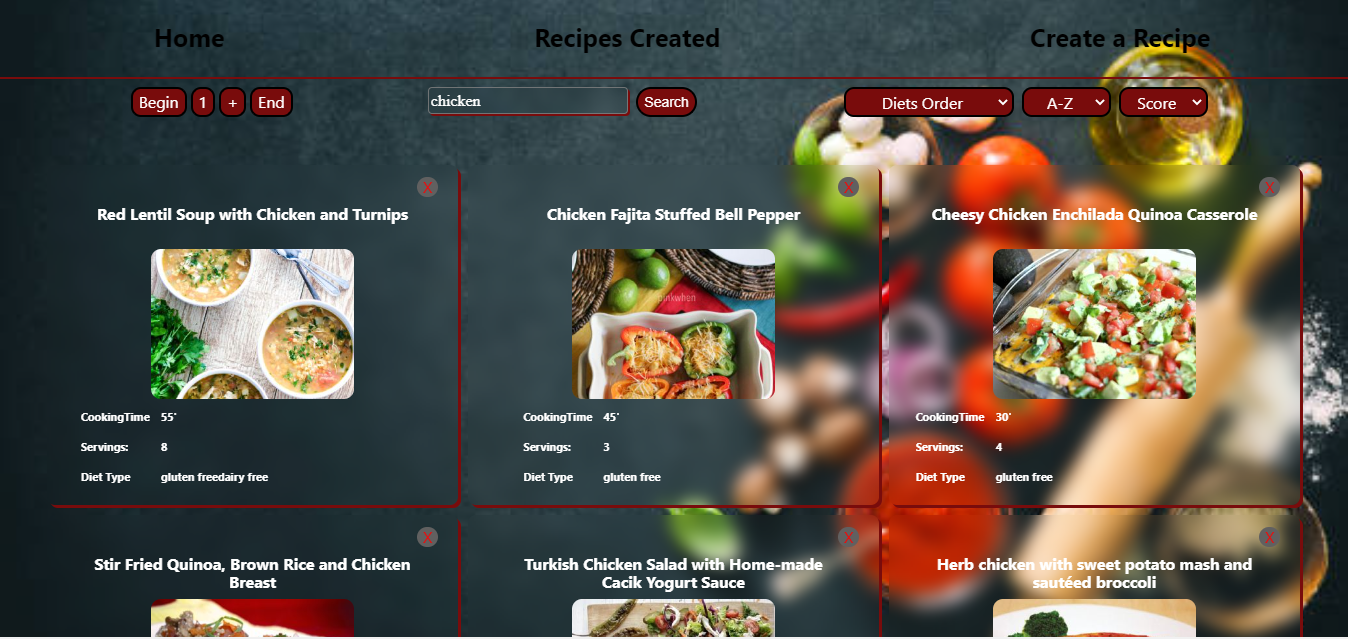 Home Recipes Created Create a Recipe
Begin 1 + End chicken Search Diets Order A-Z Score
X X X
Red Lentil Soup with Chicken and Turnips
Chicken Fajita Stuffed Bell Pepper
Cheesy Chicken Enchilada Quinoa Casserole
pinkwhen
CookingTime 55'
Servings: 8
Diet Type gluten freedairy free
CookingTime 45'
Servings: 3
Diet Type gluten free
CookingTime 30'
Servings: 4
Diet Type gluten free
X X X
Stir Fried Quinoa, Brown Rice and Chicken
Breast
Turkish Chicken Salad with Home-made
Cacik Yogurt Sauce
Herb chicken with sweet potato mash and
sautéed broccoli